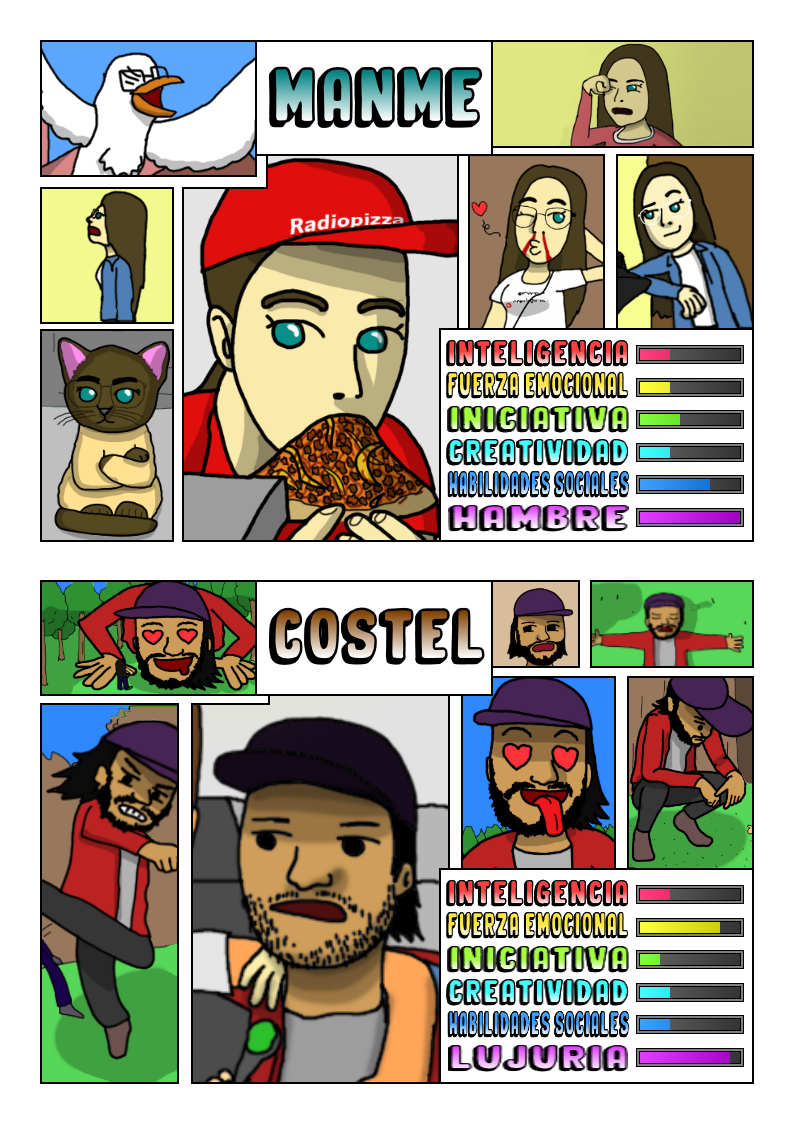 MANME
Radiopizza
INTELIGENCIA
FUERZA EMOCIONAL
INICIATIVA
CREATIVIDAD
HABILIDADES SOCIALES
HAMBRE
COSTEL
INTELIGENCIA
FUERZA EMOCIONAL
INICIATIVA
CREATIVIDAD
HABILIDADES SOCIALES
LUJURIA